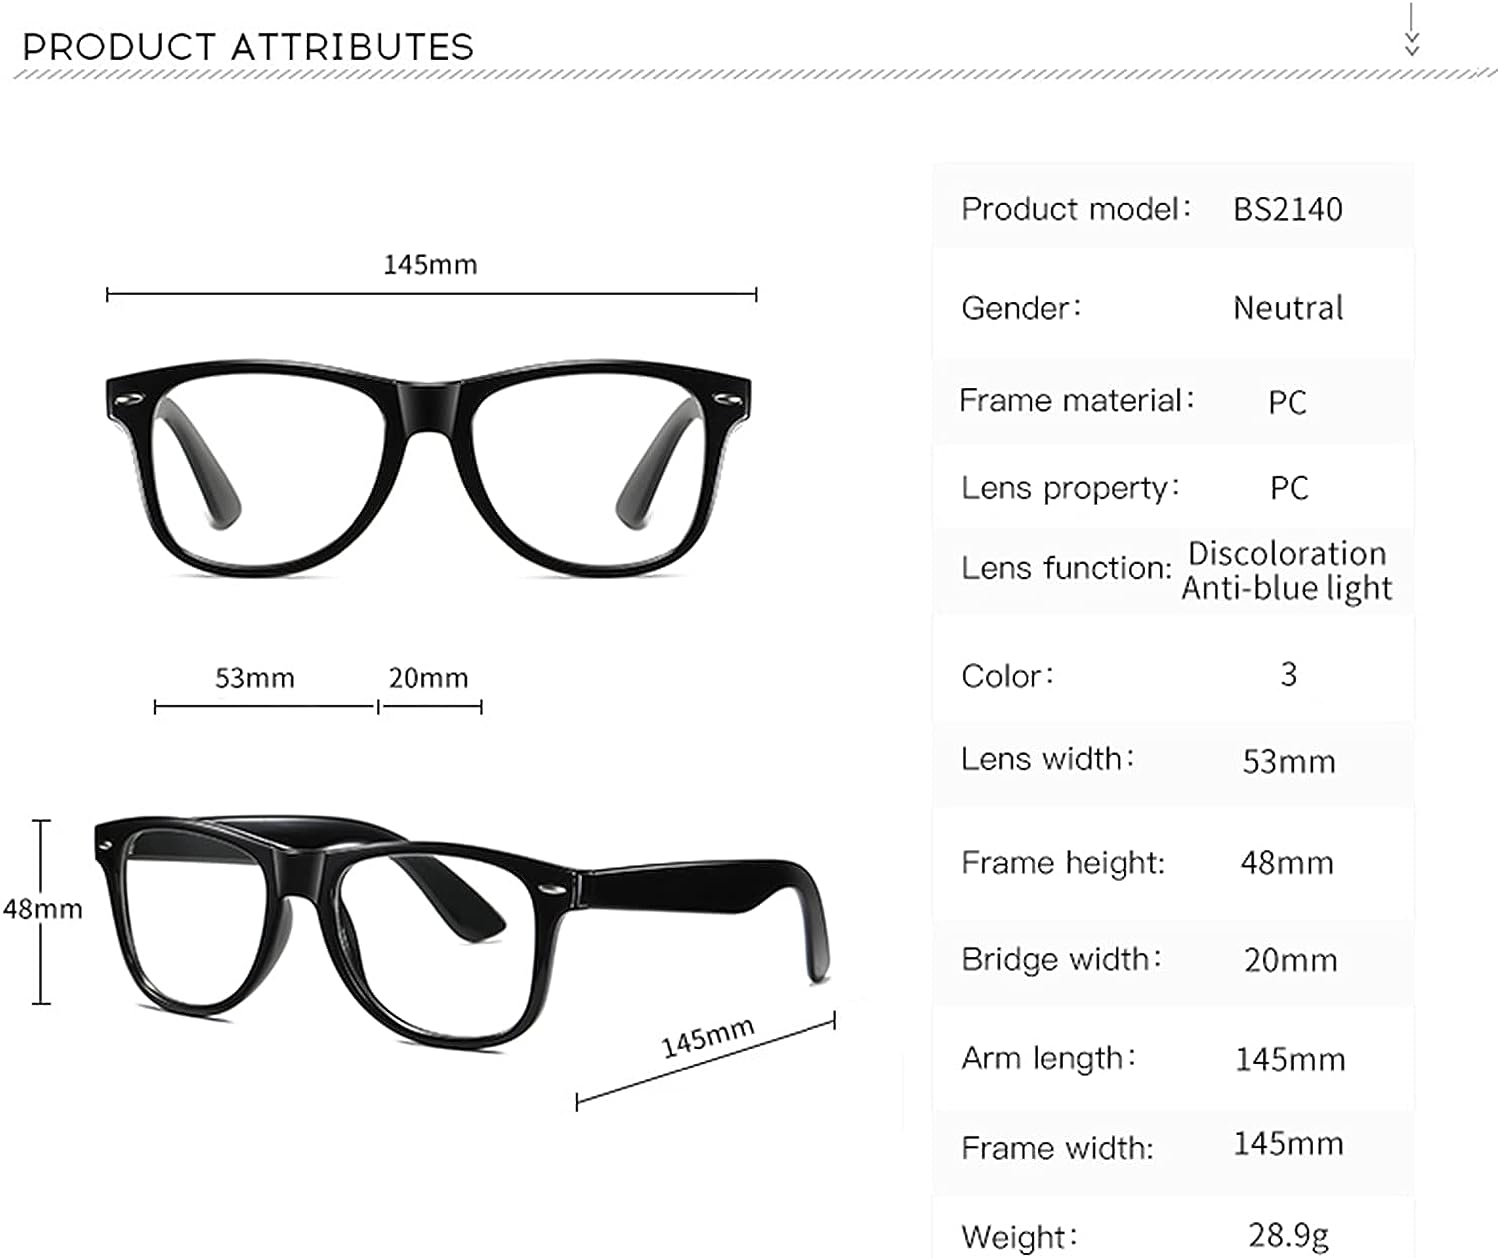 PRODUCT ATTRIBUTES
145mm
53mm 20mm
48mm
145mm
Product model: BS2140
Gender: Neutral
Frame material: PC
Lens property: PC
Lens function: Discoloration
Anti-blue light
Color: 3
Lens width: 53mm
Frame height: 48mm
Bridge width: 20mm
Arm length: 145mm
Frame width: 145mm
Weight: 28.9g